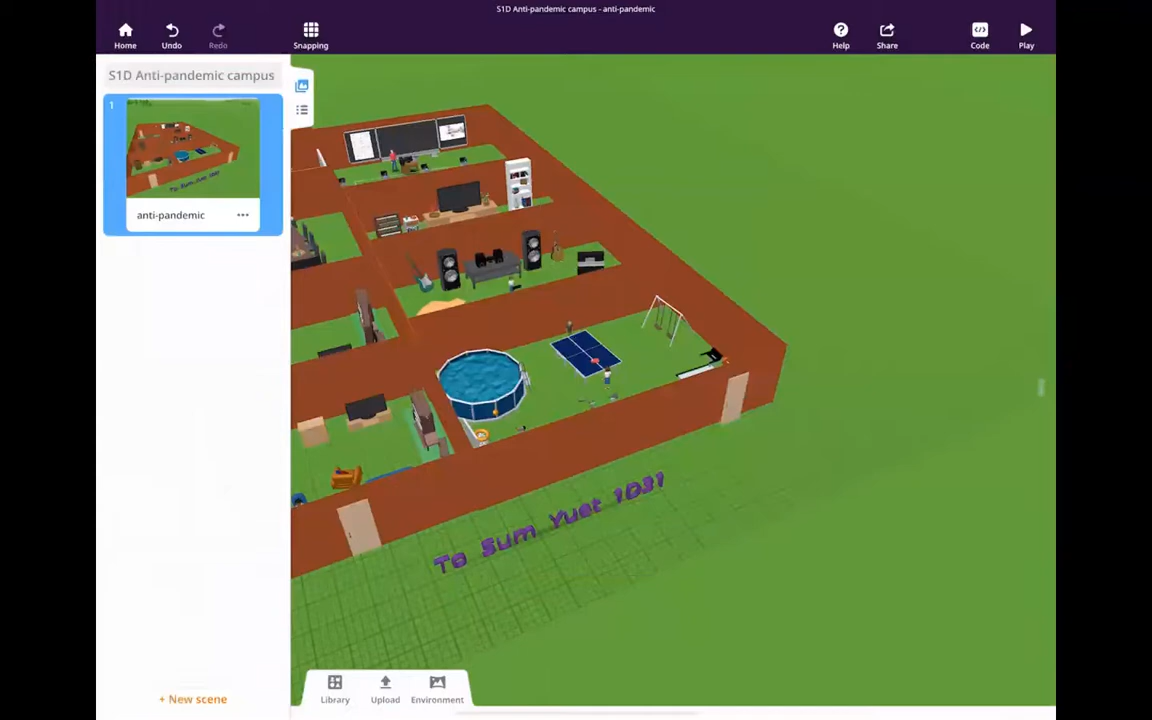 S1D Anti-pandemic campus - anti-pandemic
Home
Undo
Redo
Snapping
Help
Share
Code
Play
S1D Anti-pandemic campus
1
anti-pandemic
To Sum Yuet 1D31
+ New scene
Library
Upload
Environment